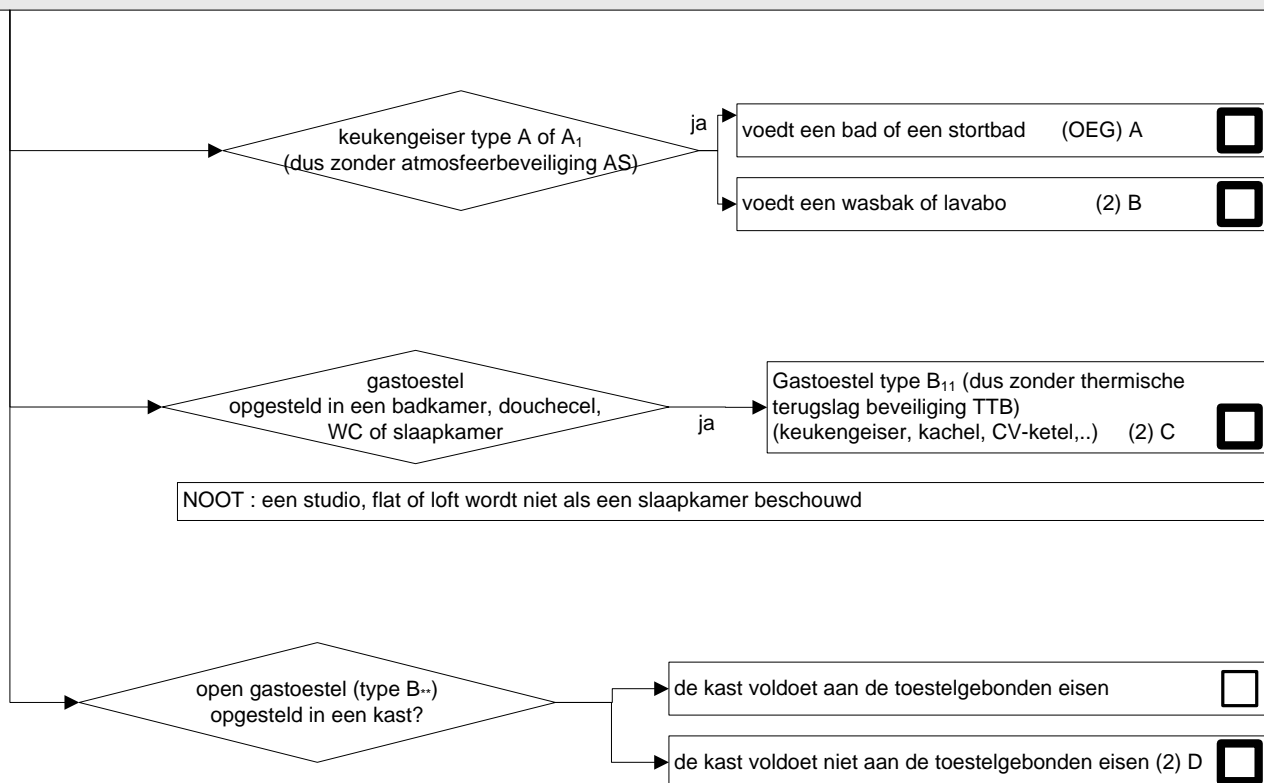 keukengeiser type A of A₁
(dus zonder atmosfeerbeveiliging AS)
ja
voedt een bad of een stortbad (OEG) A
voedt een wasbak of lavabo (2) B
gastoestel
opgesteld in een badkamer, douchecel,
WC of slaapkamer
ja
Gastoestel type B₁₁ (dus zonder thermische
terugslag beveiliging TTB)
(keukengeiser, kachel, CV-ketel,..) (2) C
NOOT : een studio, flat of loft wordt niet als een slaapkamer beschouwd
open gastoestel (type B**)
opgesteld in een kast?
de kast voldoet aan de toestelgebonden eisen
de kast voldoet niet aan de toestelgebonden eisen (2) D